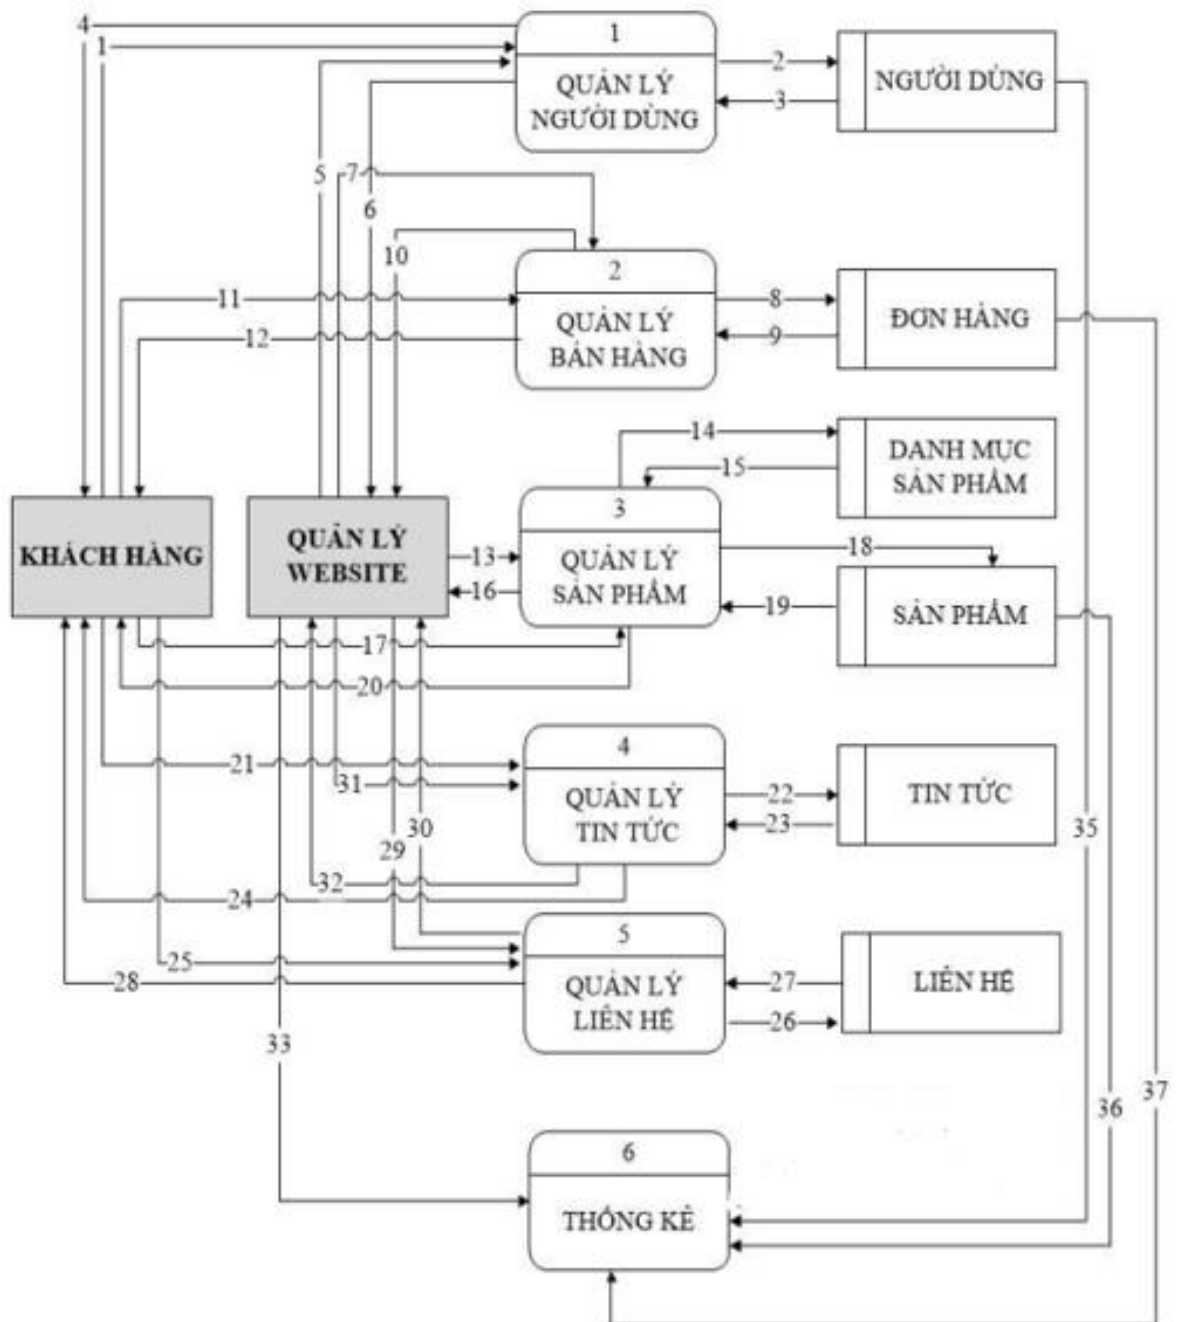 4
1
1
QUẢN LÝ
NGƯỜI DÙNG
2
3
NGƯỜI DÙNG
5
7
6
10
2
QUẢN LÝ
BÁN HÀNG
11
12
8
9
ĐƠN HÀNG
14
15
DANH MỤC
SẢN PHẨM
KHÁCH HÀNG
QUẢN LÝ
WEBSITE
13
16
3
QUẢN LÝ
SẢN PHẨM
18
19
SẢN PHẨM
17
20
21
31
4
QUẢN LÝ
TIN TỨC
22
23
TIN TỨC
35
30
29
32
24
25
28
5
QUẢN LÝ
LIÊN HỆ
27
26
LIÊN HỆ
33
37
36
6
THỐNG KÊ